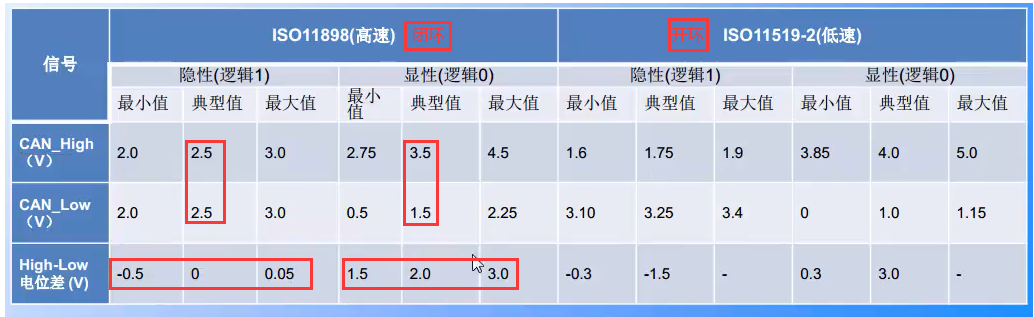 信号 ISO11898(高速) 闭环 开环 ISO11519-2(低速)
隐性(逻辑1) 显性(逻辑0) 隐性(逻辑1) 显性(逻辑0)
最小值 典型值 最大值 最小值 典型值 最大值 最小值 典型值 最大值 最小值 典型值 最大值
CAN_High (V) 2.0 2.5 3.0 2.75 3.5 4.5 1.6 1.75 1.9 3.85 4.0 5.0
CAN_Low (V) 2.0 2.5 3.0 0.5 1.5 2.25 3.10 3.25 3.4 0 1.0 1.15
High-Low 电位差 (V) -0.5 0 0.05 1.5 2.0 3.0 -0.3 -1.5 - 0.3 3.0 -